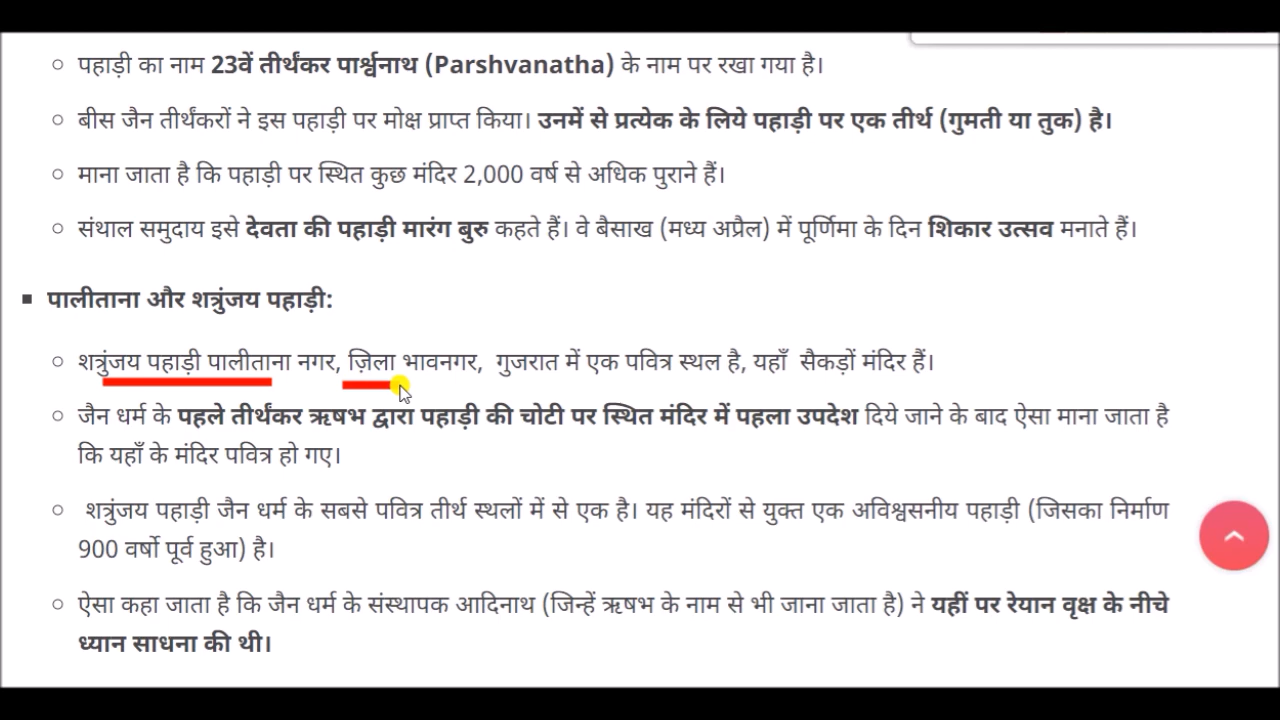 पहाड़ी का नाम 23वें तीर्थंकर पार्श्वनाथ (Parshvanatha) के नाम पर रखा गया है।
बीस जैन तीर्थंकरों ने इस पहाड़ी पर मोक्ष प्राप्त किया। उनमें से प्रत्येक के लिये पहाड़ी पर एक तीर्थ (गुमती या तुक) है।
माना जाता है कि पहाड़ी पर स्थित कुछ मंदिर 2,000 वर्ष से अधिक पुराने हैं।
संथाल समुदाय इसे देवता की पहाड़ी मारंग बुरु कहते हैं। वे बैसाख (मध्य अप्रैल) में पूर्णिमा के दिन शिकार उत्सव मनाते हैं।
पालीताना और शत्रुंजय पहाड़ी:
शत्रुंजय पहाड़ी पालीताना नगर, ज़िला भावनगर, गुजरात में एक पवित्र स्थल है, यहाँ सैकड़ों मंदिर हैं।
जैन धर्म के पहले तीर्थंकर ऋषभ द्वारा पहाड़ी की चोटी पर स्थित मंदिर में पहला उपदेश दिये जाने के बाद ऐसा माना जाता है
कि यहाँ के मंदिर पवित्र हो गए।
शत्रुंजय पहाड़ी जैन धर्म के सबसे पवित्र तीर्थ स्थलों में से एक है। यह मंदिरों से युक्त एक अविश्वसनीय पहाड़ी (जिसका निर्माण
900 वर्षो पूर्व हुआ) है।
ऐसा कहा जाता है कि जैन धर्म के संस्थापक आदिनाथ (जिन्हें ऋषभ के नाम से भी जाना जाता है) ने यहीं पर रेयान वृक्ष के नीचे
ध्यान साधना की थी।